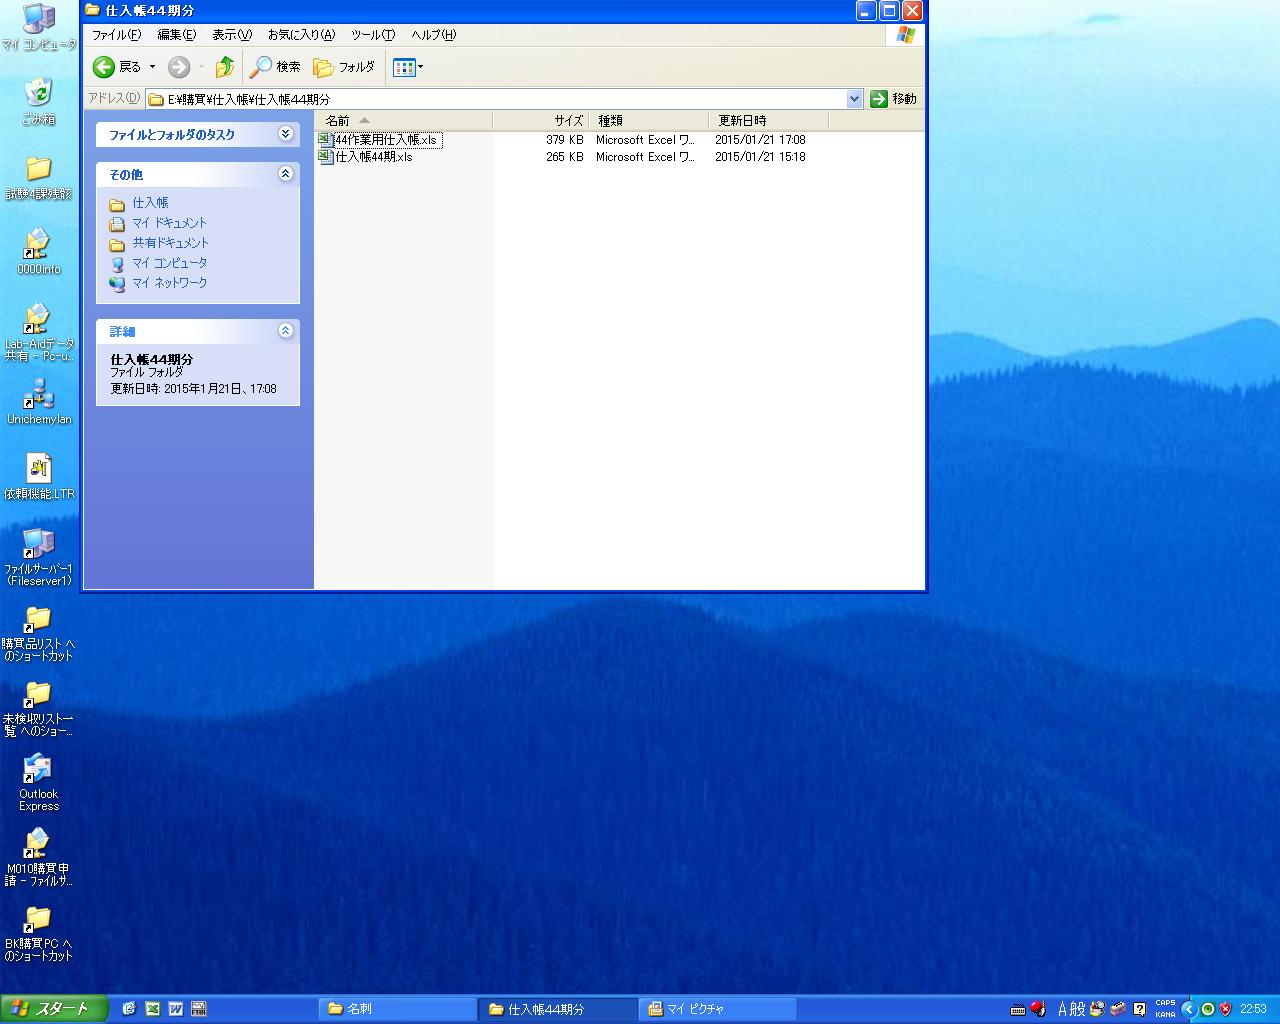 仕入帳44期分
ファイル(F) 編集(E) 表示(V) お気に入り(A) ツール(T) ヘルプ(H)
戻る 検索 フォルダ
アドレス(D) E:¥購買¥仕入帳¥仕入帳44期分 移動
ファイルとフォルダのタスク
その他
仕入帳
マイ ドキュメント
共有ドキュメント
マイ コンピュータ
マイ ネットワーク
詳細
仕入帳44期分
ファイル フォルダ
更新日時: 2015年1月21日、17:08
名前 サイズ 種類 更新日時
44作業用仕入帳.xls 379 KB Microsoft Excel ワ... 2015/01/21 17:08
仕入帳44期.xls 265 KB Microsoft Excel ワ... 2015/01/21 15:18
マイ コンピュータ
ごみ箱
試験4課残骸
0000info
Lab-Aidデータ
共有 - Pc-u...
Unichemylan
依頼機能.LTR
ファイルサーバー1
(Fileserver1)
購買品リスト へ
のショートカット
未検収リスト一
覧 へのショー...
Outlook
Express
M010購買申
請 - ファイルサ...
BK購買PC へ
のショートカット
スタート
FTIR
名刺
仕入帳44期分
マイ ピクチャ
A 般
CAPS
KANA
22:53